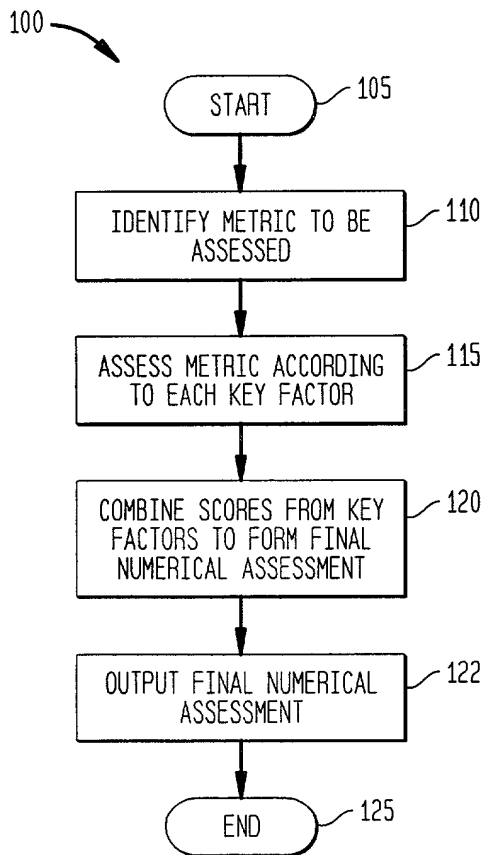 100
START
105
IDENTIFY METRIC TO BE
ASSESSED
110
ASSESS METRIC ACCORDING
TO EACH KEY FACTOR
115
COMBINE SCORES FROM KEY
FACTORS TO FORM FINAL
NUMERICAL ASSESSMENT
120
OUTPUT FINAL NUMERICAL
ASSESSMENT
122
END
125